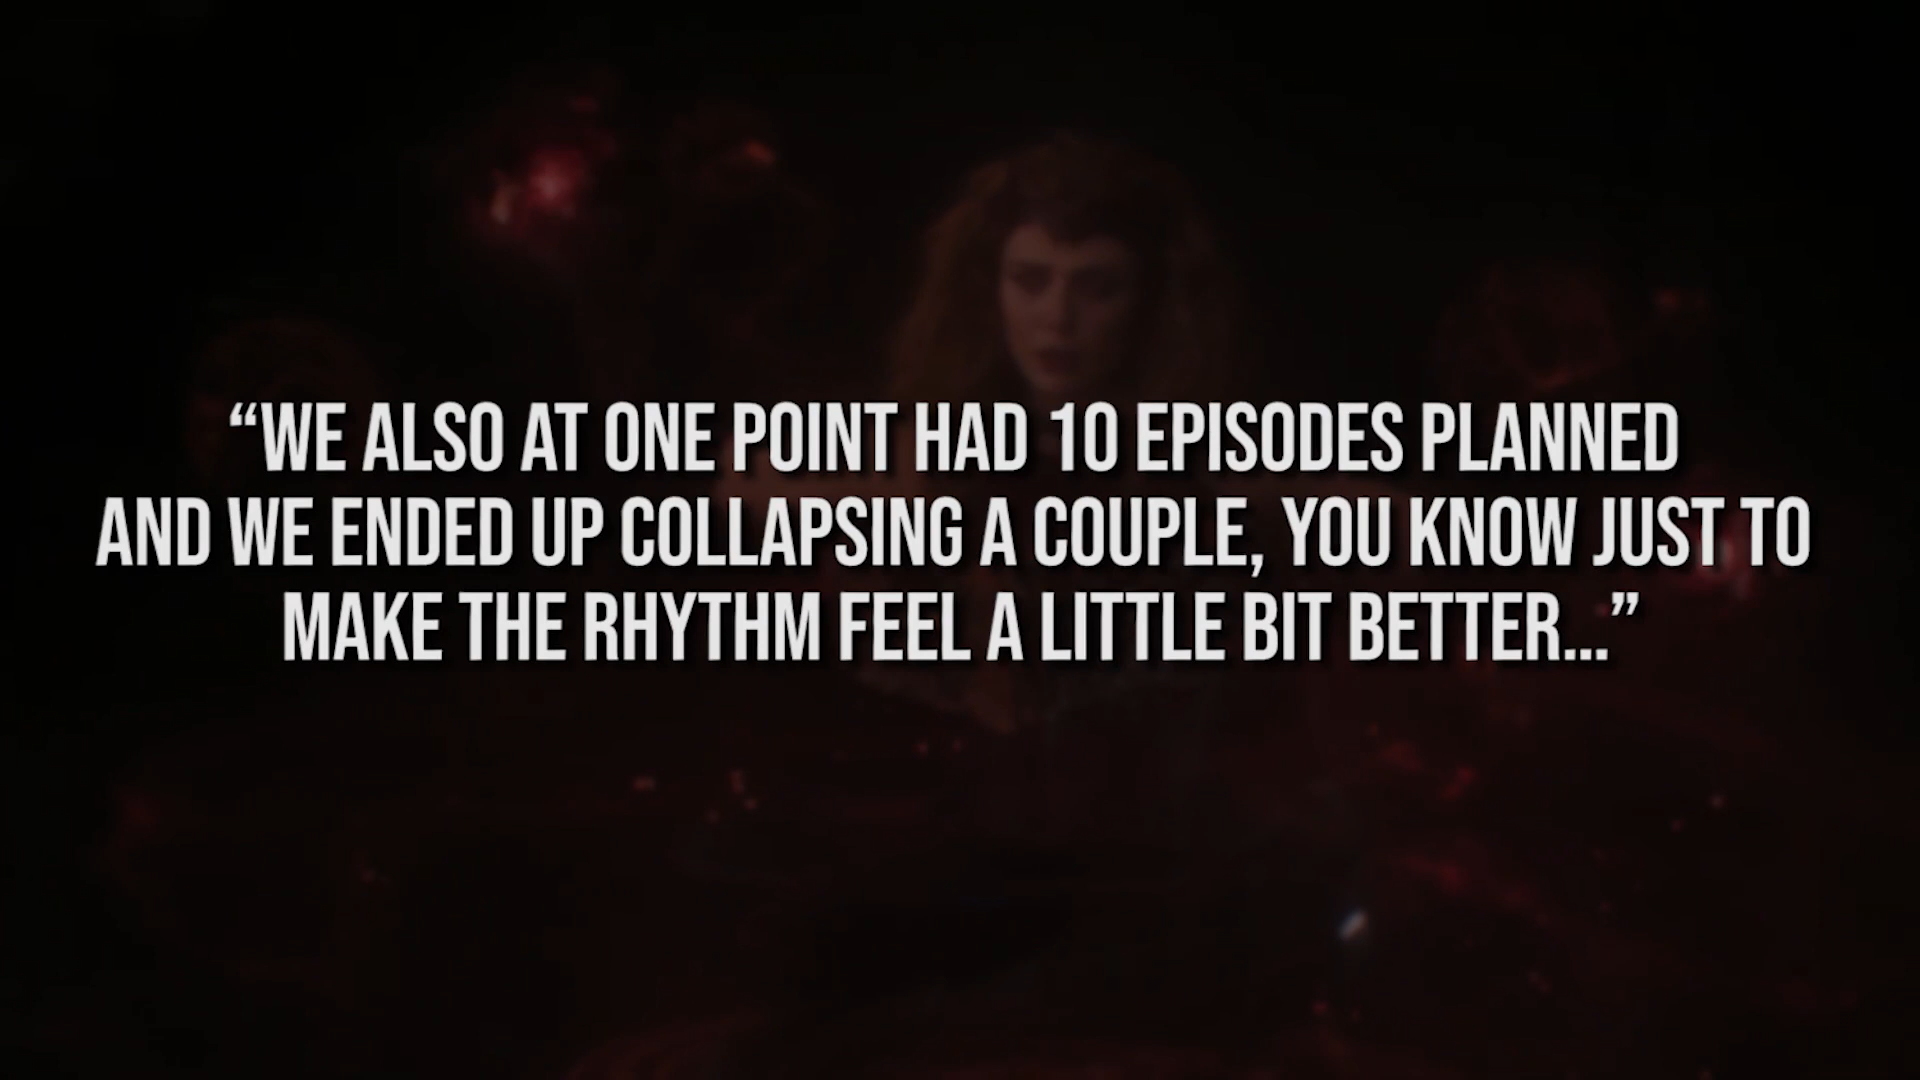 “WE ALSO AT ONE POINT HAD 10 EPISODES PLANNED
AND WE ENDED UP COLLAPSING A COUPLE, YOU KNOW JUST TO
MAKE THE RHYTHM FEEL A LITTLE BIT BETTER...”